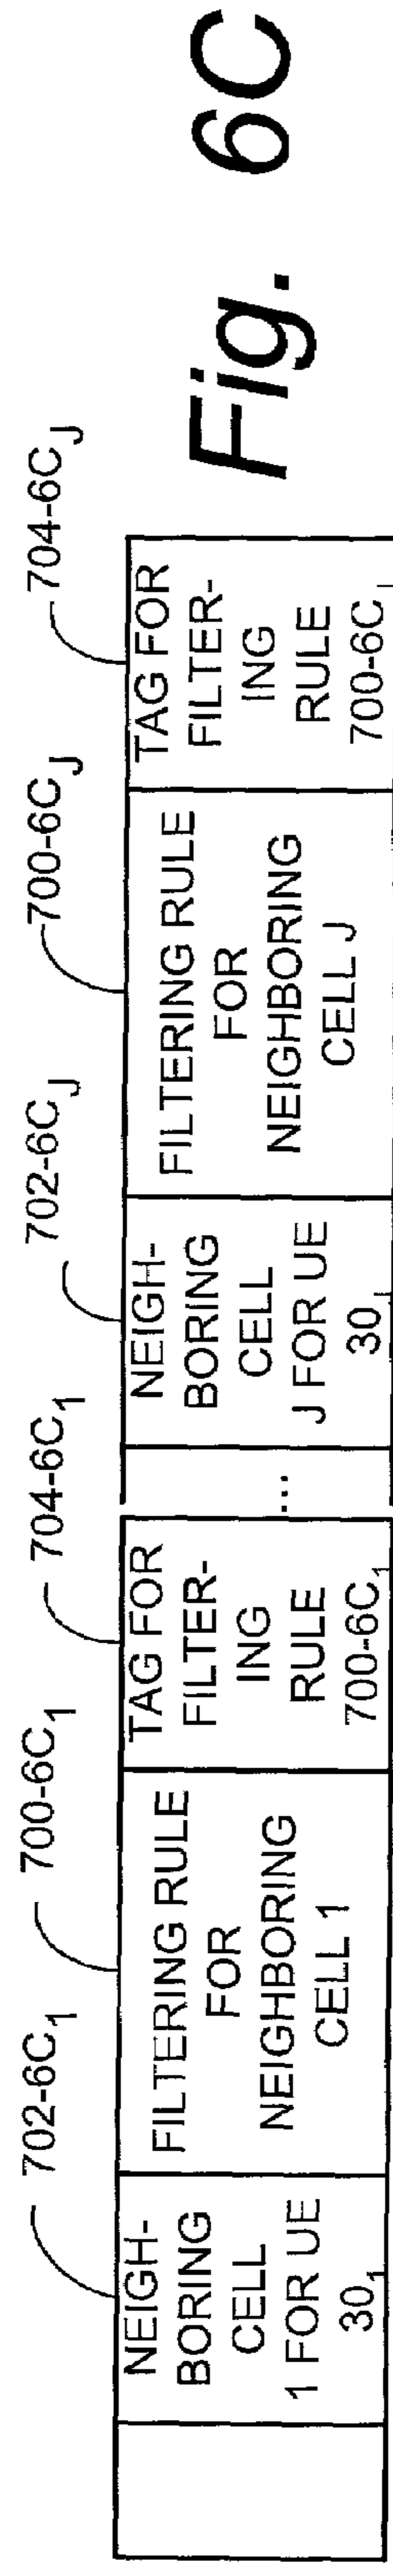 702-6C1
700-6C1
704-6C1
702-6CJ
700-6CJ
704-6CJ
NEIGH-
BORING
CELL
1 FOR UE
301
FILTERING RULE
FOR
NEIGHBORING
CELL 1
TAG FOR
FILTER-
ING
RULE
700-6C1
...
NEIGH-
BORING
CELL
J FOR UE
30
FILTERING RULE
FOR
NEIGHBORING
CELL J
TAG FOR
FILTER-
ING
RULE
700-6C
Fig. 6C